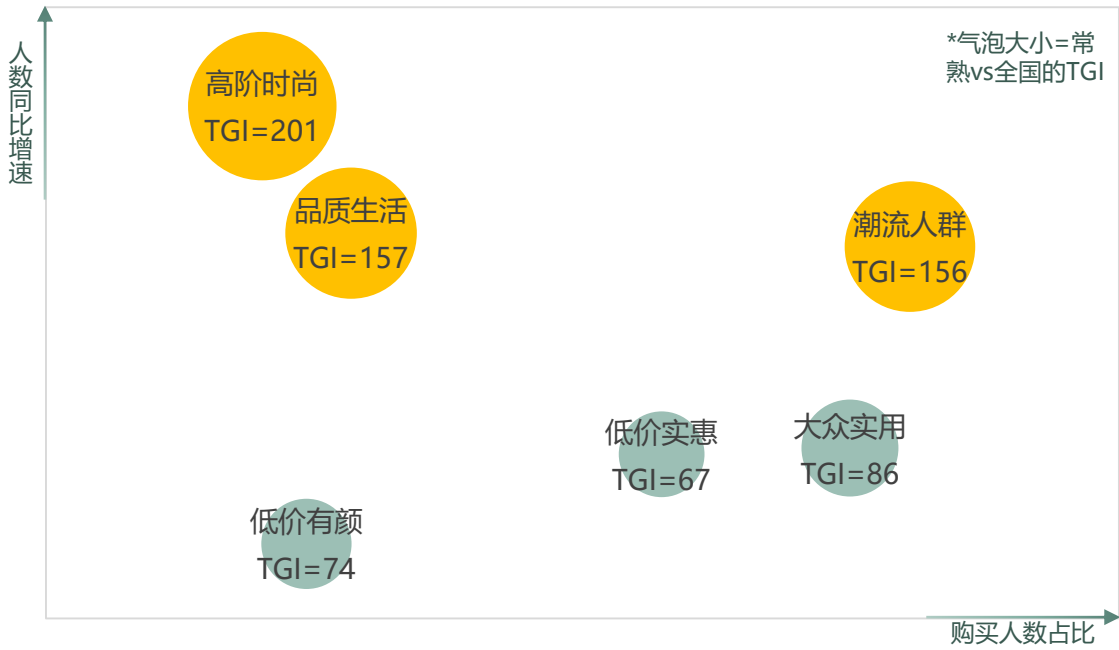 人数同比增速
*气泡大小=常
熟vs全国的TGI
高阶时尚
TGI=201
品质生活
TGI=157
潮流人群
TGI=156
低价实惠
TGI=67
大众实用
TGI=86
低价有颜
TGI=74
购买人数占比